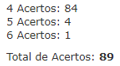 4 Acertos: 84
5 Acertos: 4
6 Acertos: 1
Total de Acertos: 89